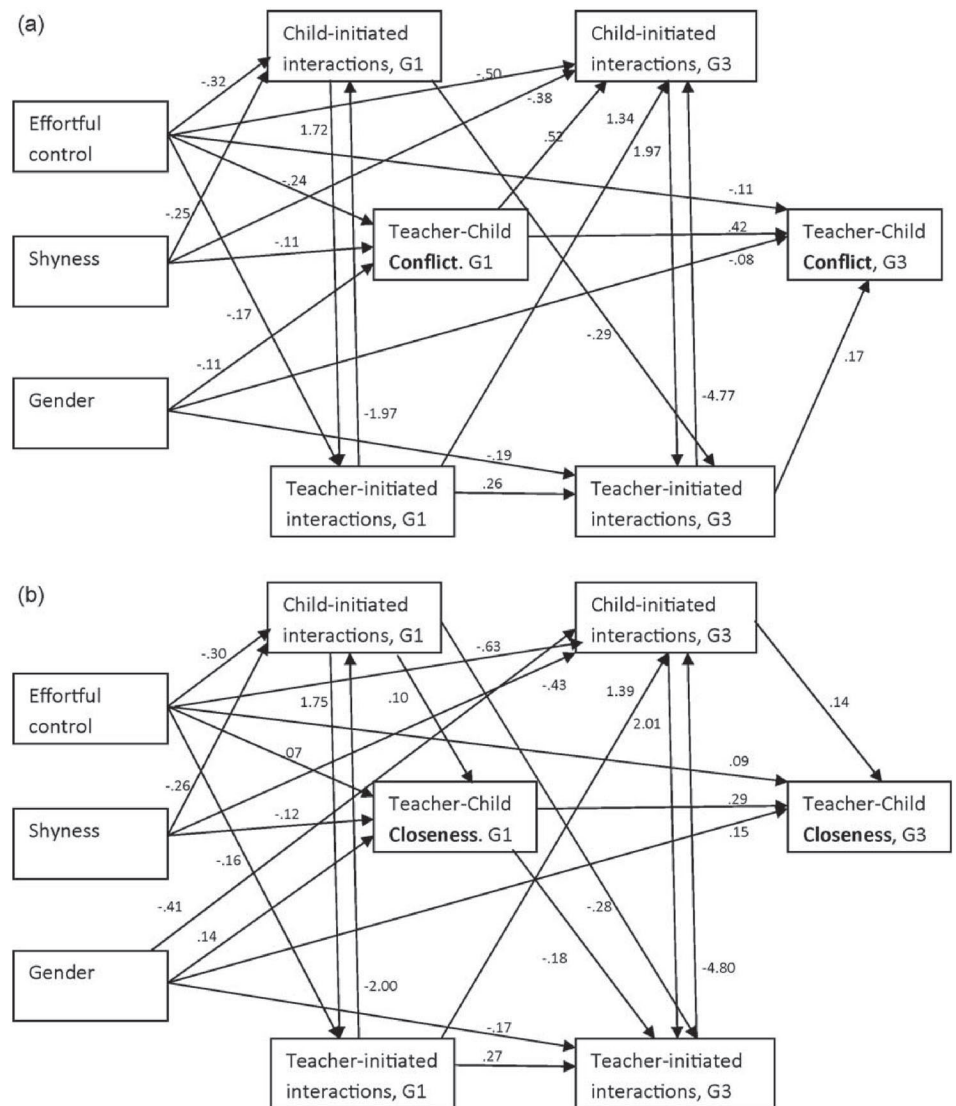 (a)
Child-initiated
interactions, G1
Child-initiated
interactions, G3
-.32
-.50
-.38
Effortful
control
1.72
.52
1.34
1.97
-.24
-.11
-.25
Teacher-Child
Conflict. G1
.42
Teacher-Child
Conflict, G3
Shyness
-.11
-.08
-.17
-.29
.17
-.11
Gender
-1.97
-4.77
-.19
Teacher-initiated
interactions, G1
.26
Teacher-initiated
interactions, G3
(b)
Child-initiated
interactions, G1
Child-initiated
interactions, G3
-.30
-.63
-.43
Effortful
control
1.75
.10
1.39
2.01
.14
.07
.09
-.26
Teacher-Child
Closeness. G1
.29
Teacher-Child
Closeness, G3
Shyness
-.12
.15
-.16
-.41
-.28
.14
-.18
Gender
-2.00
-4.80
-.17
Teacher-initiated
interactions, G1
.27
Teacher-initiated
interactions, G3